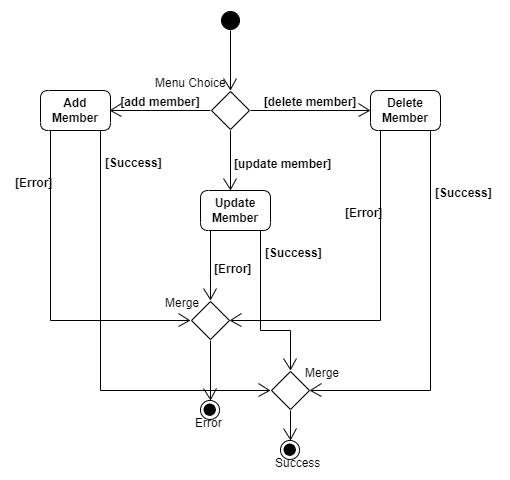 Menu Choice
Add
Member
[add member]
[delete member]
Delete
Member
[Success]
[update member]
[Error]
[Success]
Update
Member
[Error]
[Success]
[Error]
Merge
Merge
Error
Success